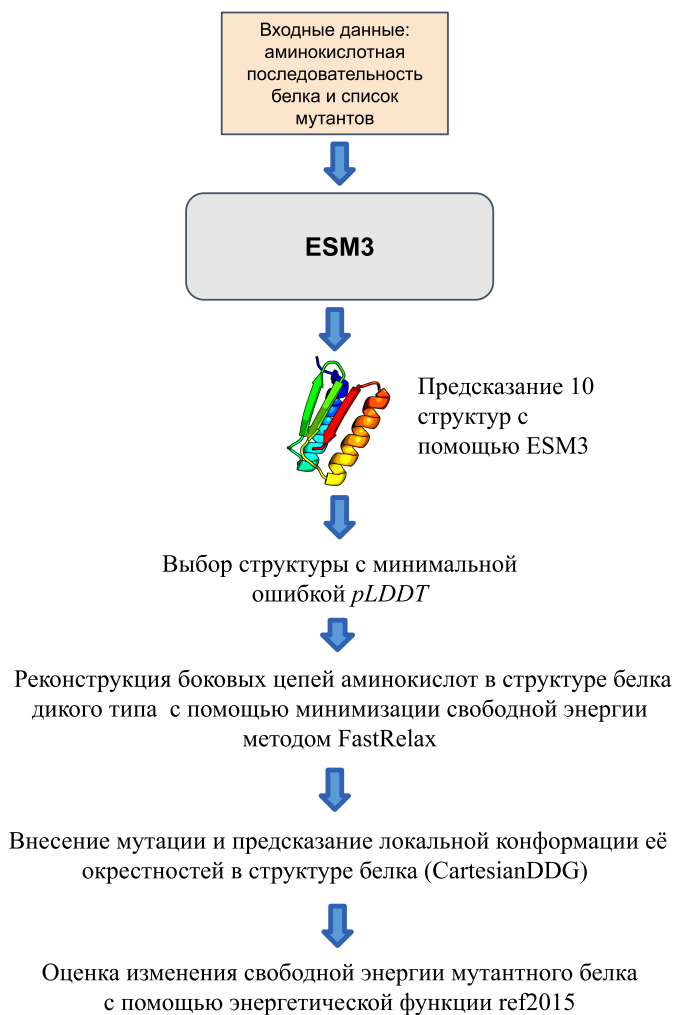 Входные данные:
аминокислотная
последовательность
белка и список
мутантов
ESM3
Предсказание 10
структур с
помощью ESM3
Выбор структуры с минимальной
ошибкой pLDDT
Реконструкция боковых цепей аминокислот в структуре белка
дикого типа с помощью минимизации свободной энергии
методом FastRelax
Внесение мутации и предсказание локальной конформации её
окрестностей в структуре белка (CartesianDDG)
Оценка изменения свободной энергии мутантного белка
с помощью энергетической функции ref2015